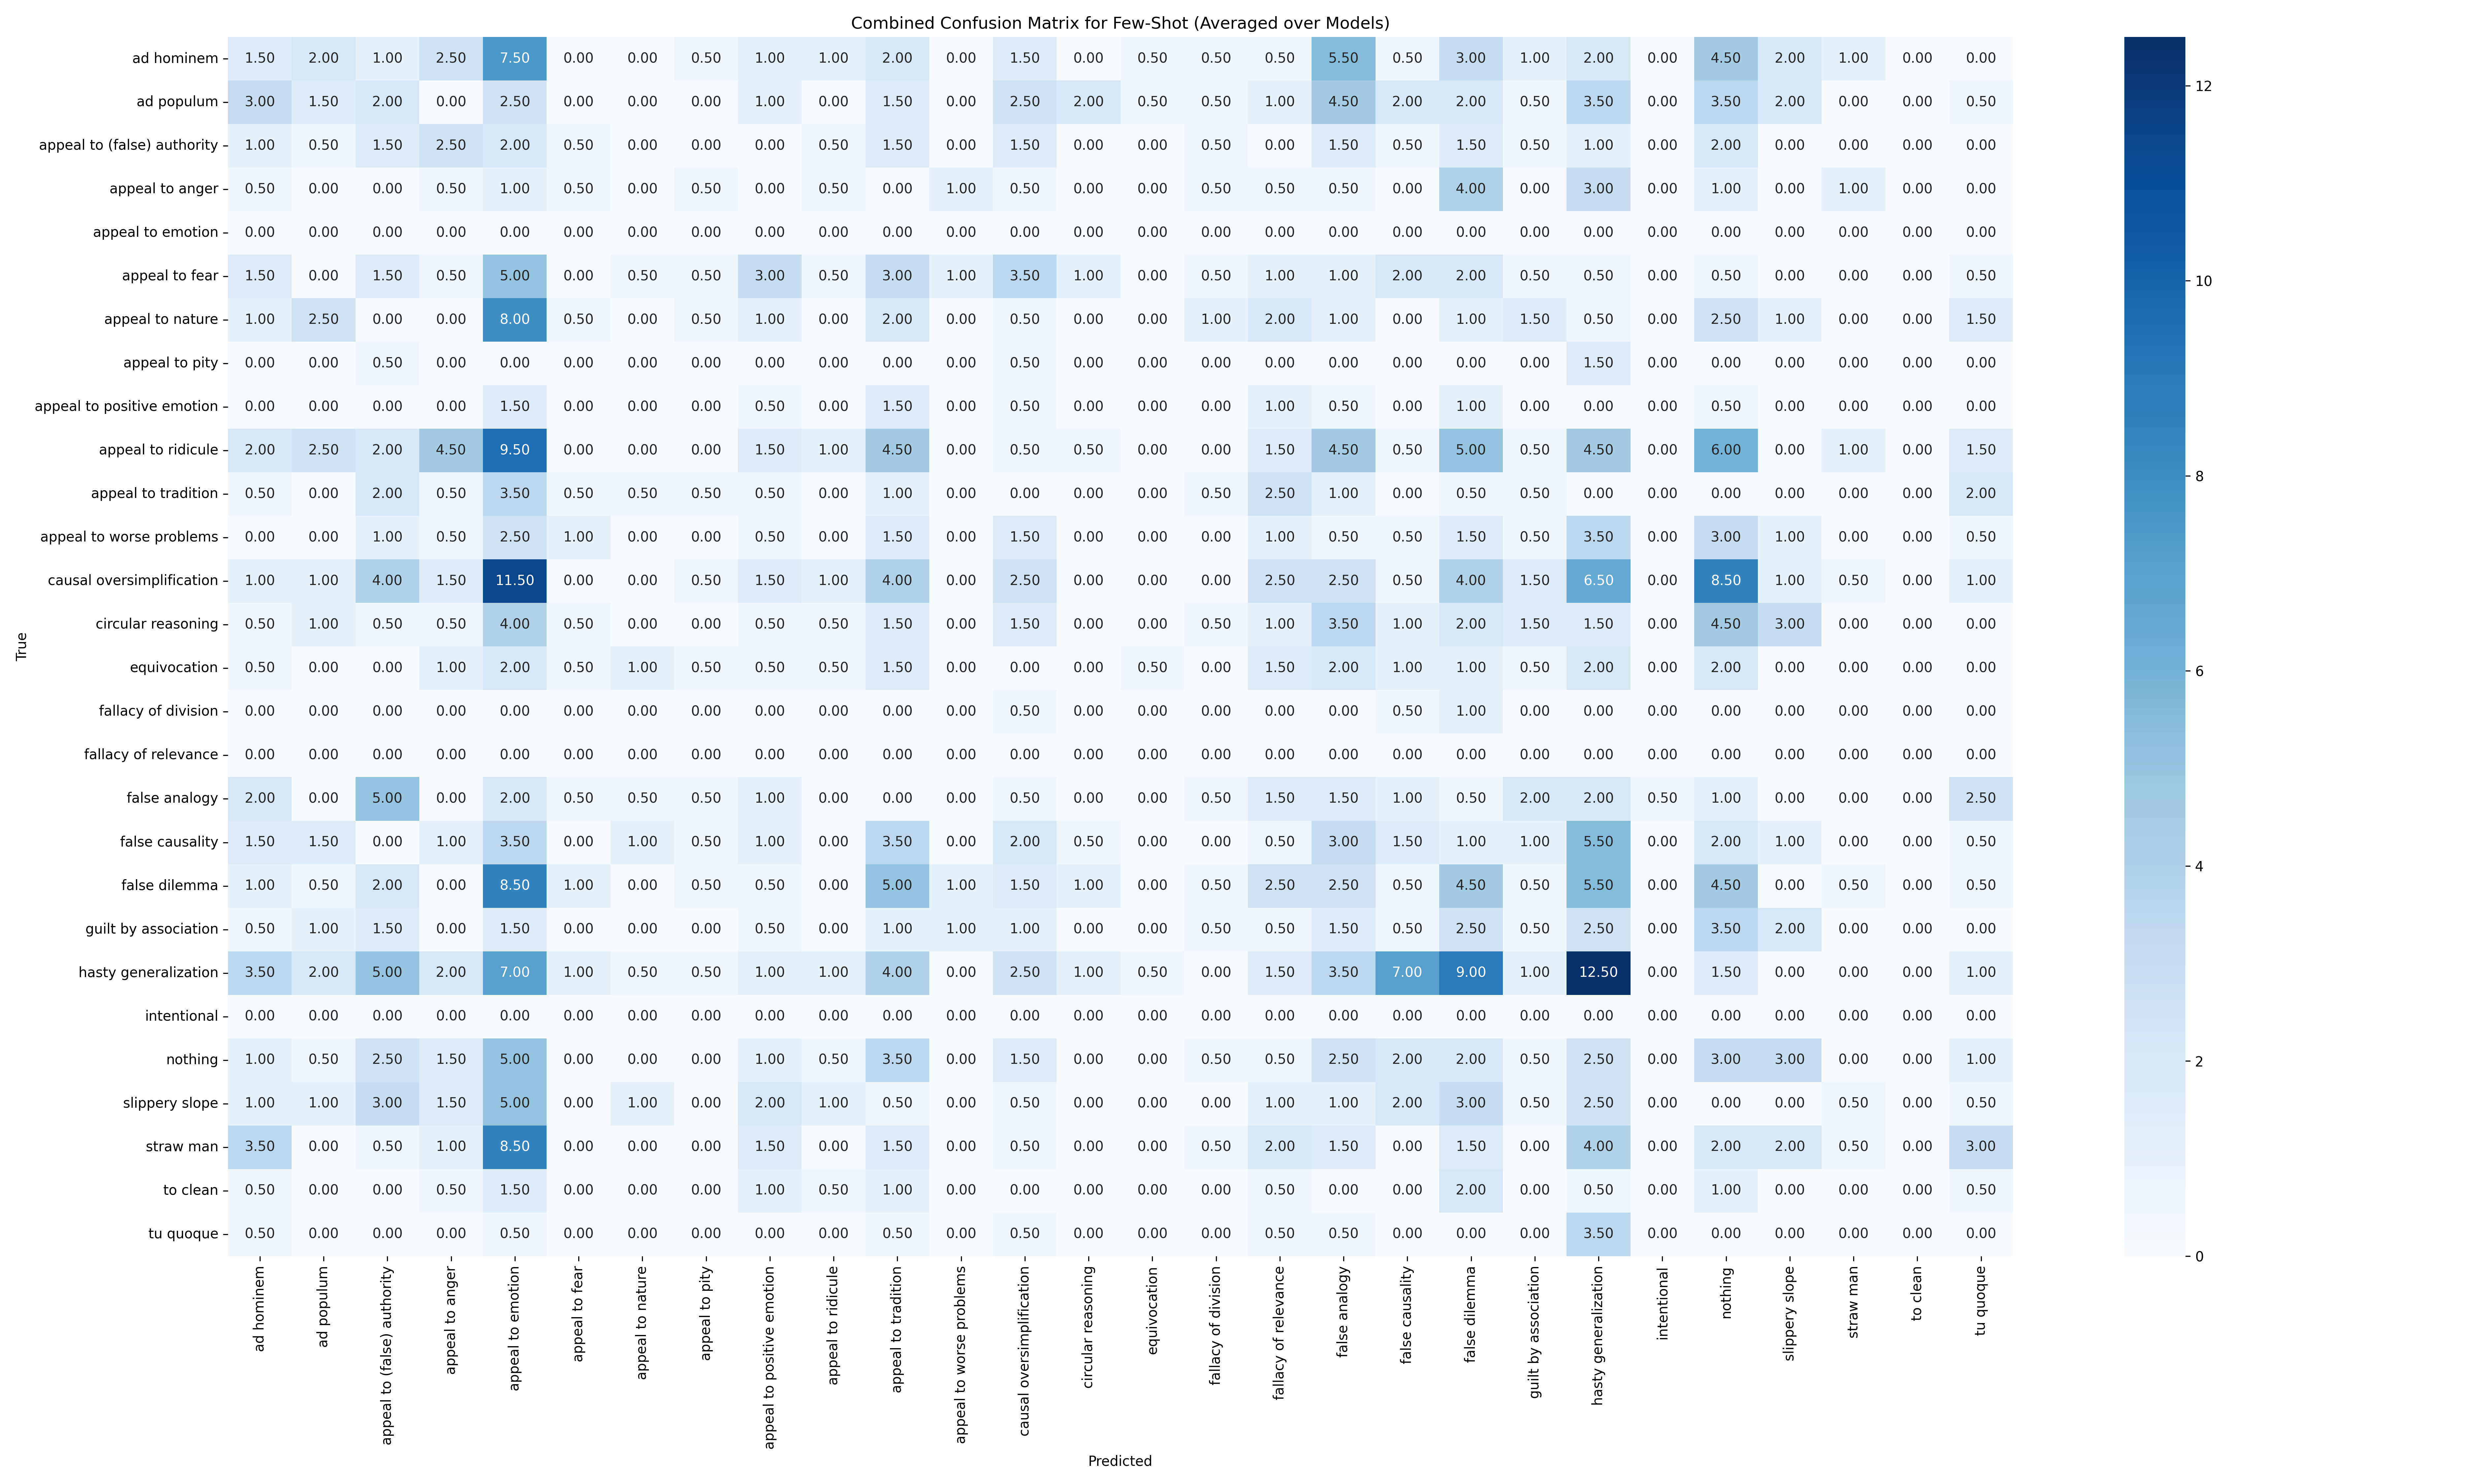 Combined Confusion Matrix for Few-Shot (Averaged over Models)
ad hominem 1.50 2.00 1.00 2.50 7.50 0.00 0.00 0.50 1.00 1.00 2.00 0.00 1.50 0.00 0.50 0.50 0.50 5.50 0.50 3.00 1.00 2.00 0.00 4.50 2.00 1.00 0.00 0.00
ad populum 3.00 1.50 2.00 0.00 2.50 0.00 0.00 0.00 1.00 0.00 1.50 0.00 2.50 2.00 0.50 0.50 1.00 4.50 2.00 2.00 0.50 3.50 0.00 3.50 2.00 0.00 0.00 0.50
appeal to (false) authority 1.00 0.50 1.50 2.50 2.00 0.50 0.00 0.00 0.00 0.50 1.50 0.00 1.50 0.00 0.00 0.50 0.00 1.50 0.50 1.50 0.50 1.00 0.00 2.00 0.00 0.00 0.00 0.00
appeal to anger 0.50 0.00 0.00 0.50 1.00 0.50 0.00 0.50 0.00 0.50 0.00 1.00 0.50 0.00 0.00 0.50 0.50 0.50 0.00 4.00 0.00 3.00 0.00 1.00 0.00 1.00 0.00 0.00
appeal to emotion 0.00 0.00 0.00 0.00 0.00 0.00 0.00 0.00 0.00 0.00 0.00 0.00 0.00 0.00 0.00 0.00 0.00 0.00 0.00 0.00 0.00 0.00 0.00 0.00 0.00 0.00 0.00 0.00
appeal to fear 1.50 0.00 1.50 0.50 5.00 0.00 0.50 0.50 3.00 0.50 3.00 1.00 3.50 1.00 0.00 0.50 1.00 1.00 2.00 2.00 0.50 0.50 0.00 0.50 0.00 0.00 0.00 0.50
appeal to nature 1.00 2.50 0.00 0.00 8.00 0.50 0.00 0.50 1.00 0.00 2.00 0.00 0.50 0.00 0.00 1.00 2.00 1.00 0.00 1.00 1.50 0.50 0.00 2.50 1.00 0.00 0.00 1.50
appeal to pity 0.00 0.00 0.50 0.00 0.00 0.00 0.00 0.00 0.00 0.00 0.00 0.00 0.50 0.00 0.00 0.00 0.00 0.00 0.00 0.00 0.00 1.50 0.00 0.00 0.00 0.00 0.00 0.00
appeal to positive emotion 0.00 0.00 0.00 0.00 1.50 0.00 0.00 0.00 0.50 0.00 1.50 0.00 0.50 0.00 0.00 0.00 1.00 0.50 0.00 1.00 0.00 0.00 0.00 0.50 0.00 0.00 0.00 0.00
appeal to ridicule 2.00 2.50 2.00 4.50 9.50 0.00 0.00 0.00 1.50 1.00 4.50 0.00 0.50 0.50 0.00 0.00 1.50 4.50 0.50 5.00 0.50 4.50 0.00 6.00 0.00 1.00 0.00 1.50
appeal to tradition 0.50 0.00 2.00 0.50 3.50 0.50 0.50 0.50 0.50 0.00 1.00 0.00 0.00 0.00 0.00 0.50 2.50 1.00 0.00 0.50 0.50 0.00 0.00 0.00 0.00 0.00 0.00 2.00
appeal to worse problems 0.00 0.00 1.00 0.50 2.50 1.00 0.00 0.00 0.50 0.00 1.50 0.00 1.50 0.00 0.00 0.00 1.00 0.50 0.50 1.50 0.50 3.50 0.00 3.00 1.00 0.00 0.00 0.50
causal oversimplification 1.00 1.00 4.00 1.50 11.50 0.00 0.00 0.50 1.50 1.00 4.00 0.00 2.50 0.00 0.00 0.00 2.50 2.50 0.50 4.00 1.50 6.50 0.00 8.50 1.00 0.50 0.00 1.00
circular reasoning 0.50 1.00 0.50 0.50 4.00 0.50 0.00 0.00 0.50 0.50 1.50 0.00 1.50 0.00 0.00 0.50 1.00 3.50 1.00 2.00 1.50 1.50 0.00 4.50 3.00 0.00 0.00 0.00
equivocation 0.50 0.00 0.00 1.00 2.00 0.50 1.00 0.50 0.50 0.50 1.50 0.00 0.00 0.00 0.50 0.00 1.50 2.00 1.00 1.00 0.50 2.00 0.00 2.00 0.00 0.00 0.00 0.00
fallacy of division 0.00 0.00 0.00 0.00 0.00 0.00 0.00 0.00 0.00 0.00 0.00 0.00 0.50 0.00 0.00 0.00 0.00 0.00 0.50 1.00 0.00 0.00 0.00 0.00 0.00 0.00 0.00 0.00
fallacy of relevance 0.00 0.00 0.00 0.00 0.00 0.00 0.00 0.00 0.00 0.00 0.00 0.00 0.00 0.00 0.00 0.00 0.00 0.00 0.00 0.00 0.00 0.00 0.00 0.00 0.00 0.00 0.00 0.00
false analogy 2.00 0.00 5.00 0.00 2.00 0.50 0.50 0.50 1.00 0.00 0.00 0.00 0.50 0.00 0.00 0.50 1.50 1.50 1.00 0.50 2.00 2.00 0.50 1.00 0.00 0.00 0.00 2.50
false causality 1.50 1.50 0.00 1.00 3.50 0.00 1.00 0.50 1.00 0.00 3.50 0.00 2.00 0.50 0.00 0.00 0.50 3.00 1.50 1.00 1.00 5.50 0.00 2.00 1.00 0.00 0.00 0.50
false dilemma 1.00 0.50 2.00 0.00 8.50 1.00 0.00 0.50 0.50 0.00 5.00 1.00 1.50 1.00 0.00 0.50 2.50 2.50 0.50 4.50 0.50 5.50 0.00 4.50 0.00 0.50 0.00 0.50
guilt by association 0.50 1.00 1.50 0.00 1.50 0.00 0.00 0.00 0.50 0.00 1.00 1.00 1.00 0.00 0.00 0.50 0.50 1.50 0.50 2.50 0.50 2.50 0.00 3.50 2.00 0.00 0.00 0.00
hasty generalization 3.50 2.00 5.00 2.00 7.00 1.00 0.50 0.50 1.00 1.00 4.00 0.00 2.50 1.00 0.50 0.00 1.50 3.50 7.00 9.00 1.00 12.50 0.00 1.50 0.00 0.00 0.00 1.00
intentional 0.00 0.00 0.00 0.00 0.00 0.00 0.00 0.00 0.00 0.00 0.00 0.00 0.00 0.00 0.00 0.00 0.00 0.00 0.00 0.00 0.00 0.00 0.00 0.00 0.00 0.00 0.00 0.00
nothing 1.00 0.50 2.50 1.50 5.00 0.00 0.00 0.00 1.00 0.50 3.50 0.00 1.50 0.00 0.00 0.50 0.50 2.50 2.00 2.00 0.50 2.50 0.00 3.00 3.00 0.00 0.00 1.00
slippery slope 1.00 1.00 3.00 1.50 5.00 0.00 1.00 0.00 2.00 1.00 0.50 0.00 0.50 0.00 0.00 0.00 1.00 1.00 2.00 3.00 0.50 2.50 0.00 0.00 0.00 0.50 0.00 0.50
straw man 3.50 0.00 0.50 1.00 8.50 0.00 0.00 0.00 1.50 0.00 1.50 0.00 0.50 0.00 0.00 0.50 2.00 1.50 0.00 1.50 0.00 4.00 0.00 2.00 2.00 0.50 0.00 3.00
to clean 0.50 0.00 0.00 0.50 1.50 0.00 0.00 0.00 1.00 0.50 1.00 0.00 0.00 0.00 0.00 0.00 0.50 0.00 0.00 2.00 0.00 0.50 0.00 1.00 0.00 0.00 0.00 0.50
tu quoque 0.50 0.00 0.00 0.00 0.50 0.00 0.00 0.00 0.00 0.00 0.50 0.00 0.50 0.00 0.00 0.00 0.50 0.50 0.00 0.00 0.00 3.50 0.00 0.00 0.00 0.00 0.00 0.00
True
ad hominem
ad populum
appeal to (false) authority
appeal to anger
appeal to emotion
appeal to fear
appeal to nature
appeal to pity
appeal to positive emotion
appeal to ridicule
appeal to tradition
appeal to worse problems
causal oversimplification
circular reasoning
equivocation
fallacy of division
fallacy of relevance
false analogy
false causality
false dilemma
guilt by association
hasty generalization
intentional
nothing
slippery slope
straw man
to clean
tu quoque
Predicted
12
10
8
6
4
2
0